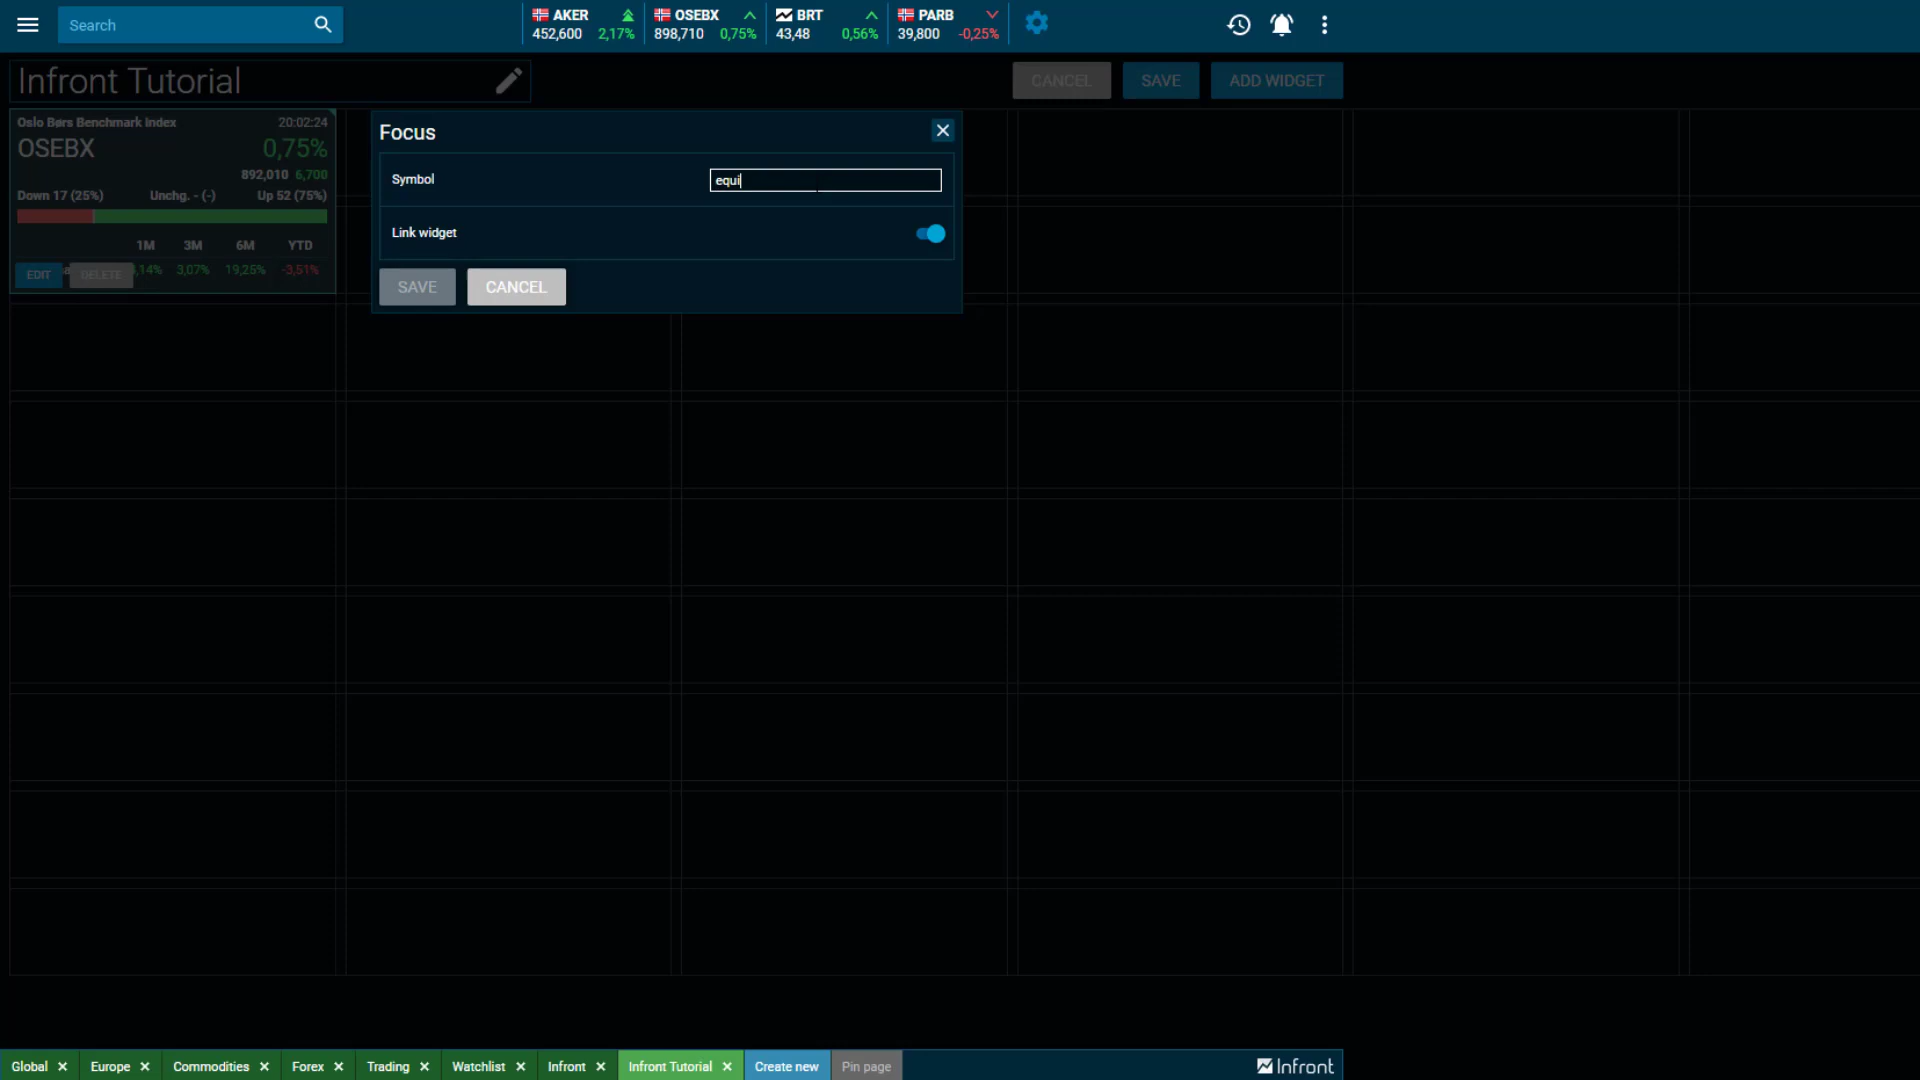 Search
AKER
452,600 2,17%
OSEBX
898,710 0,75%
BRT
43,48 0,56%
PARB
39,800 -0,25%
Infront Tutorial
CANCEL
SAVE
ADD WIDGET
Oslo Børs Benchmark Index 20:02:24
OSEBX 0,75%
892,010 6,700
Down 17 (25%) Unchg. - (-) Up 52 (75%)
1M 3M 6M YTD
EDIT DELETE ,14% 3,07% 19,25% -3,51%
Focus
Symbol equi
Link widget
SAVE CANCEL
Global Europe Commodities Forex Trading Watchlist Infront Infront Tutorial Create new Pin page
Infront